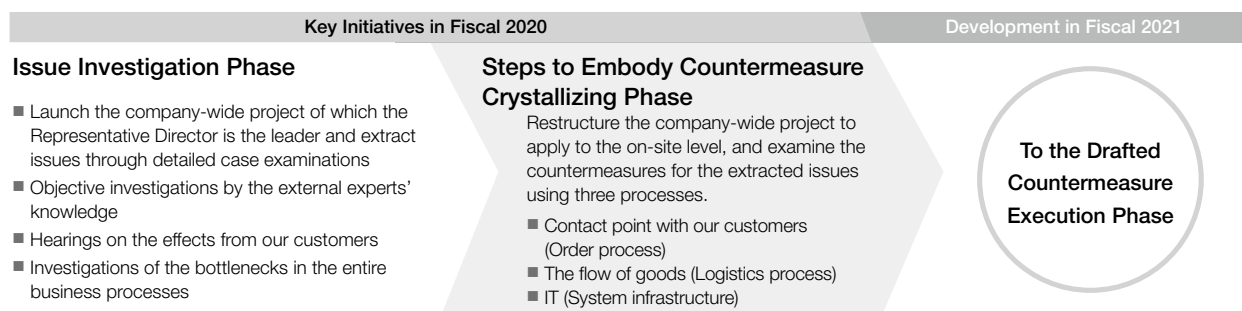 Key Initiatives in Fiscal 2020
Development in Fiscal 2021
Issue Investigation Phase
■ Launch the company-wide project of which the
Representative Director is the leader and extract
issues through detailed case examinations
■ Objective investigations by the external experts’
knowledge
■ Hearings on the effects from our customers
■ Investigations of the bottlenecks in the entire
business processes
Steps to Embody Countermeasure
Crystallizing Phase
Restructure the company-wide project to
apply to the on-site level, and examine the
countermeasures for the extracted issues
using three processes.
■ Contact point with our customers
(Order process)
■ The flow of goods (Logistics process)
■ IT (System infrastructure)
To the Drafted
Countermeasure
Execution Phase